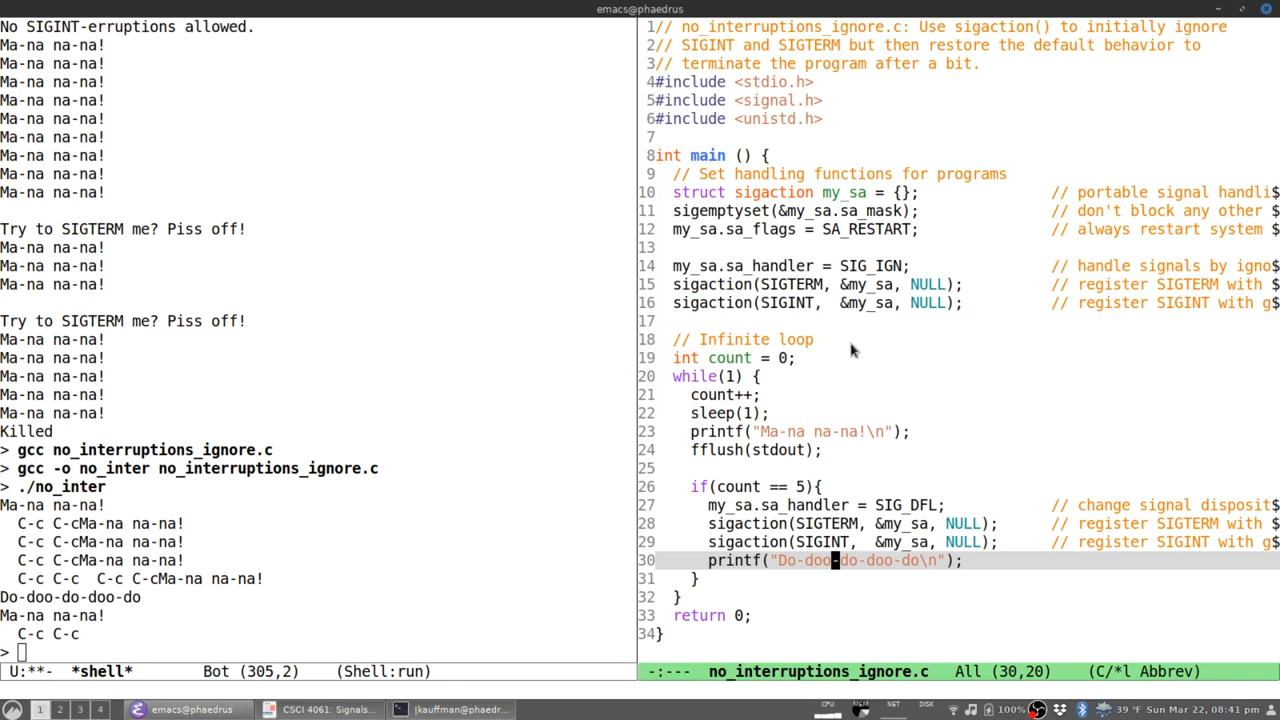 emacs@phaedrus
No SIGINT-erruptions allowed.
Ma-na na-na!
Ma-na na-na!
Ma-na na-na!
Ma-na na-na!
Ma-na na-na!
Ma-na na-na!
Ma-na na-na!
Ma-na na-na!
Ma-na na-na!
Try to SIGTERM me? Piss off!
Ma-na na-na!
Ma-na na-na!
Ma-na na-na!
Try to SIGTERM me? Piss off!
Ma-na na-na!
Ma-na na-na!
Ma-na na-na!
Ma-na na-na!
Ma-na na-na!
Killed
> gcc no_interruptions_ignore.c
> gcc -o no_inter no_interruptions_ignore.c
> ./no_inter
Ma-na na-na!
  C-c C-cMa-na na-na!
  C-c C-cMa-na na-na!
  C-c C-cMa-na na-na!
  C-c C-c  C-c C-cMa-na na-na!
Do-doo-do-doo-do
Ma-na na-na!
  C-c C-c
>
U:**-  *shell*      Bot (305,2)    (Shell:run)
1// no_interruptions_ignore.c: Use sigaction() to initially ignore
2// SIGINT and SIGTERM but then restore the default behavior to
3// terminate the program after a bit.
4#include <stdio.h>
5#include <signal.h>
6#include <unistd.h>
7
8int main () {
9  // Set handling functions for programs
10  struct sigaction my_sa = {};               // portable signal handli$
11  sigemptyset(&my_sa.sa_mask);               // don't block any other $
12  my_sa.sa_flags = SA_RESTART;               // always restart system $
13
14  my_sa.sa_handler = SIG_IGN;                // handle signals by igno$
15  sigaction(SIGTERM, &my_sa, NULL);          // register SIGTERM with $
16  sigaction(SIGINT,  &my_sa, NULL);          // register SIGINT with g$
17
18  // Infinite loop
19  int count = 0;
20  while(1) {
21    count++;
22    sleep(1);
23    printf("Ma-na na-na!\n");
24    fflush(stdout);
25
26    if(count == 5){
27      my_sa.sa_handler = SIG_DFL;            // change signal disposit$
28      sigaction(SIGTERM, &my_sa, NULL);      // register SIGTERM with $
29      sigaction(SIGINT,  &my_sa, NULL);      // register SIGINT with g$
30      printf("Do-doo-do-doo-do\n");
31    }
32  }
33  return 0;
34}
-:---  no_interruptions_ignore.c   All (30,20)    (C/*l Abbrev)
1 2 3 4 emacs@phaedrus CSCI 4061: Signals... [kauffman@phaedr... CPU MEM NET DISK 100% 39 °F Sun Mar 22, 08:41 pm